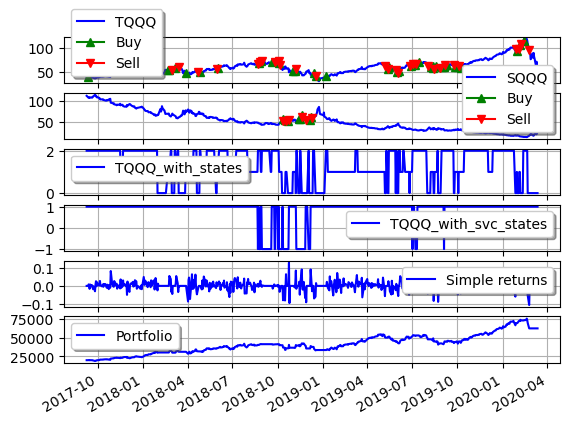 TQQQ
Buy
Sell
100
50
SQQQ
Buy
Sell
100
50
TQQQ_with_states
2
0
TQQQ_with_svc_states
1
0
−1
Simple returns
0.1
0.0
−0.1
Portfolio
75000
50000
25000
2017-10 2018-01 2018-04 2018-07 2018-10 2019-01 2019-04 2019-07 2019-10 2020-01 2020-04